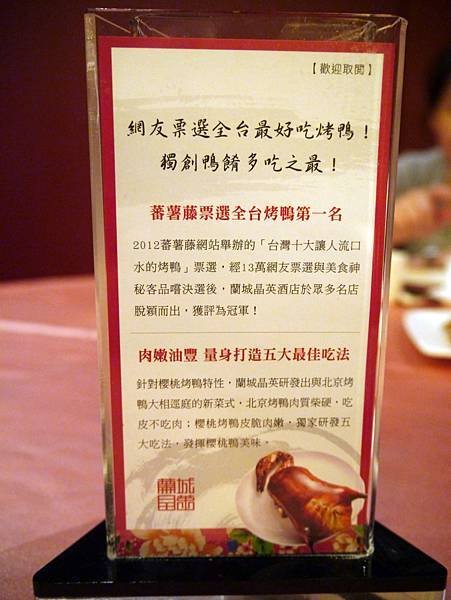 【歡迎取閱】
網友票選全台最好吃烤鴨！
獨創鴨餚多吃之最！
蕃薯藤票選全台烤鴨第一名
2012蕃薯藤網站舉辦的「台灣十大讓人流口
水的烤鴨」票選，經13萬網友票選與美食神
秘客品嚐決選後，蘭城晶英酒店於眾多名店
脫穎而出，獲評為冠軍！
肉嫩油豐 量身打造五大最佳吃法
針對櫻桃烤鴨特性，蘭城晶英研發出與北京烤
鴨大相逕庭的新菜式，北京烤鴨肉質柴硬，吃
皮不吃肉；櫻桃烤鴨皮脆肉嫩，獨家研發五
大吃法，發揮櫻桃鴨美味。
蘭城
晶英